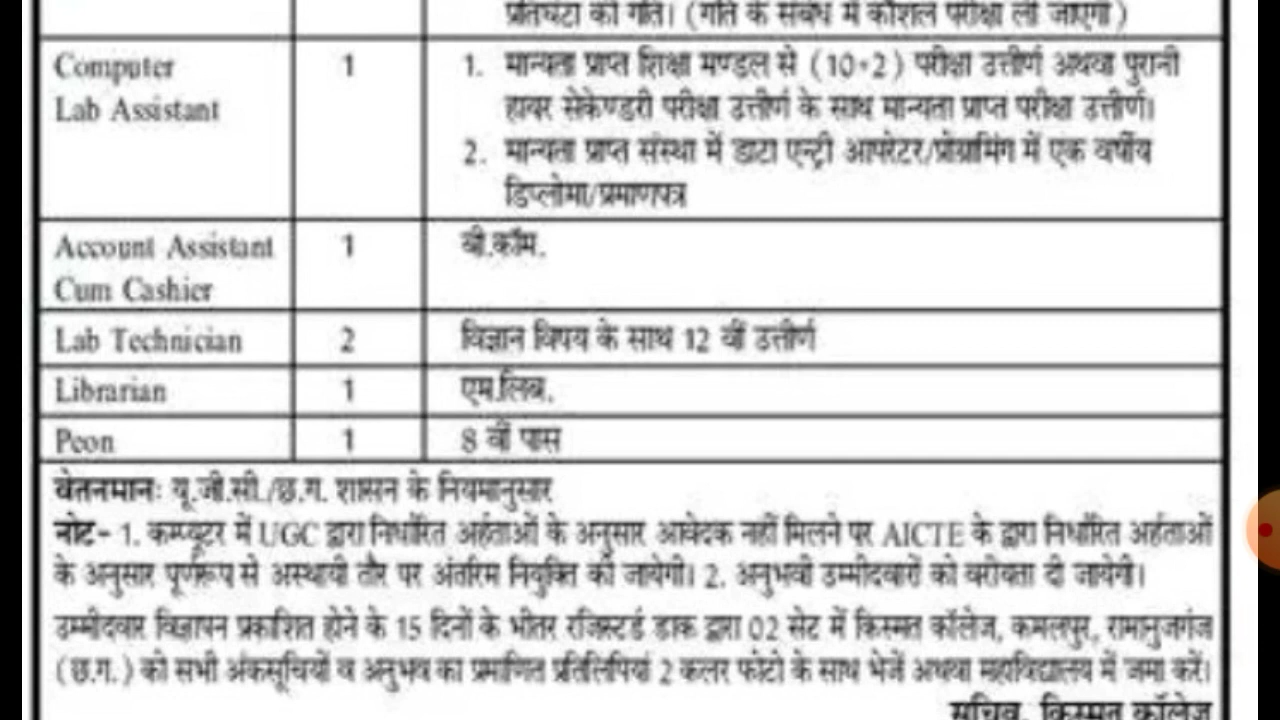 प्रतिघंटा की गति। (गति के संबंध में कौशल परीक्षा ली जाएगी)
Computer
Lab Assistant
1
1. मान्यता प्राप्त शिक्षा मण्डल से (10+2) परीक्षा उत्तीर्ण अथवा पुरानी
हायर सेकेण्डरी परीक्षा उत्तीर्ण के साथ मान्यता प्राप्त परीक्षा उत्तीर्ण।
2. मान्यता प्राप्त संस्था में डाटा एन्ट्री आपरेटर/प्रोग्रामिंग में एक वर्षीय
डिप्लोमा/प्रमाणपत्र
Account Assistant
Cum Cashier
1
बी.कॉम.
Lab Technician 2 विज्ञान विषय के साथ 12 वीं उत्तीर्ण
Librarian 1 एम.लिब.
Peon 1 8 वीं पास
वेतनमानः यू.जी.सी./छ.ग. शासन के नियमानुसार
नोट- 1. कम्प्यूटर में UGC द्वारा निर्धारित अर्हताओं के अनुसार आवेदक नहीं मिलने पर AICTE के द्वारा निर्धारित अर्हताओं
के अनुसार पूर्णरूप से अस्थायी तौर पर अंतरिम नियुक्ति की जायेगी। 2. अनुभवी उम्मीदवारों को वरीयता दी जायेगी।
उम्मीदवार विज्ञापन प्रकाशित होने के 15 दिनों के भीतर रजिस्टर्ड डाक द्वारा 02 सेट में किस्मत कॉलेज, कमलपुर, रामानुजगंज
(छ.ग.) को सभी अंकसूचियों व अनुभव का प्रमाणित प्रतिलिपियां 2 कलर फोटो के साथ भेजें अथवा महाविद्यालय में जमा करें।
सचिव, किस्मत कॉलेज